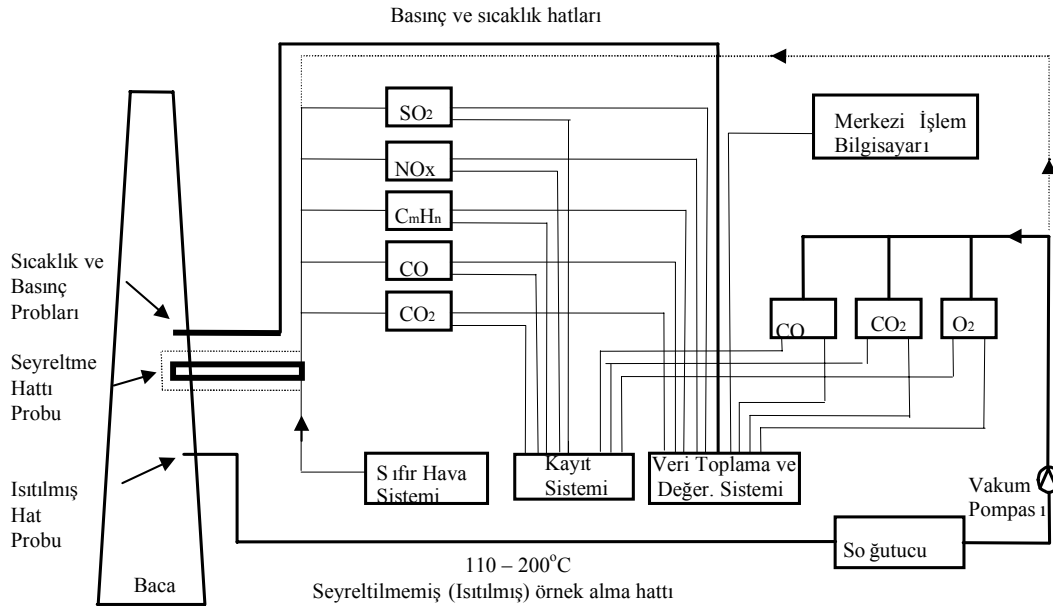 Basınç ve sıcaklık hatları
SO2
NOx
CmHn
CO
CO2
Merkezi İşlem
Bilgisayarı
Sıcaklık ve
Basınç
Probları
Seyreltme
Hattı
Probu
Isıtılmış
Hat
Probu
CO
CO2
O2
S ıfır Hava
Sistemi
Kayıt
Sistemi
Veri Toplama ve
Değer. Sistemi
Vakum
Pompas ı
So ğutucu
Baca
110 – 200°C
Seyreltilmemiş (Isıtılmış) örnek alma hattı